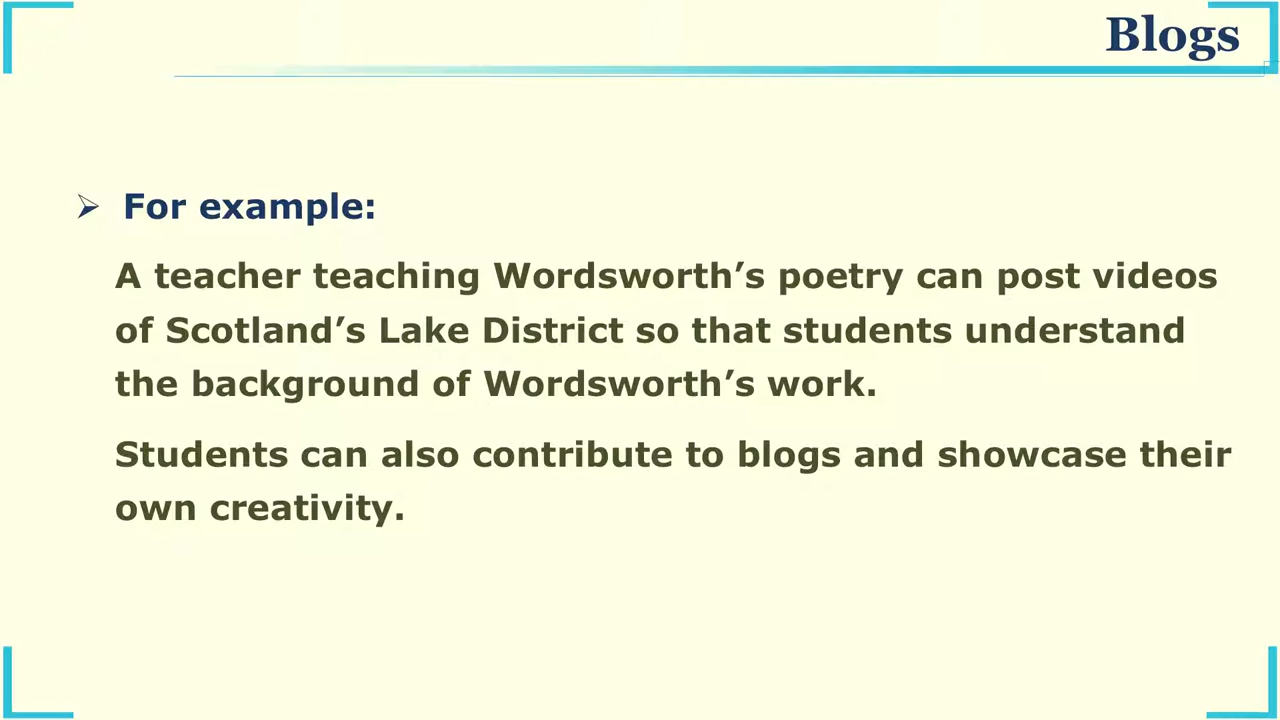 Blogs
➢ For example:
A teacher teaching Wordsworth’s poetry can post videos
of Scotland’s Lake District so that students understand
the background of Wordsworth’s work.
Students can also contribute to blogs and showcase their
own creativity.